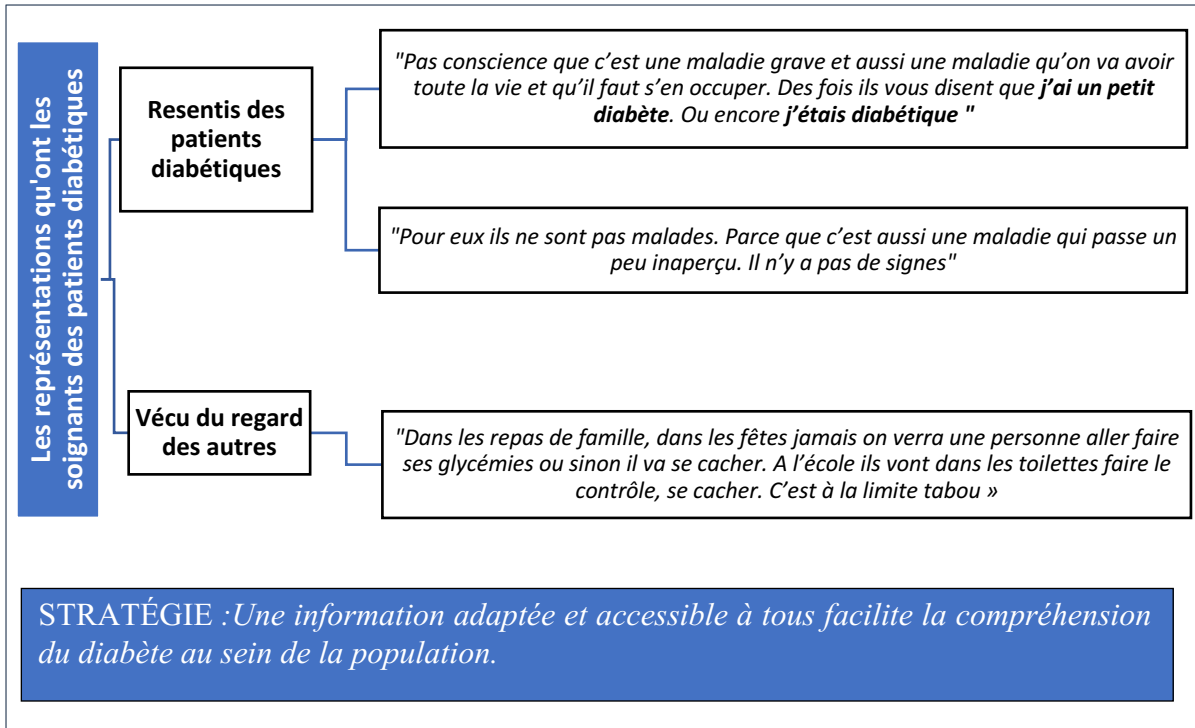 Les représentations qu'ont les
soignants des patients diabétiques
Resentis des
patients
diabétiques
"Pas conscience que c’est une maladie grave et aussi une maladie qu’on va avoir
toute la vie et qu’il faut s’en occuper. Des fois ils vous disent que j’ai un petit
diabète. Ou encore j’étais diabétique "
"Pour eux ils ne sont pas malades. Parce que c’est aussi une maladie qui passe un
peu inaperçu. Il n’y a pas de signes"
Vécu du regard
des autres
"Dans les repas de famille, dans les fêtes jamais on verra une personne aller faire
ses glycémies ou sinon il va se cacher. A l’école ils vont dans les toilettes faire le
contrôle, se cacher. C’est à la limite tabou »
STRATÉGIE :Une information adaptée et accessible à tous facilite la compréhension
du diabète au sein de la population.